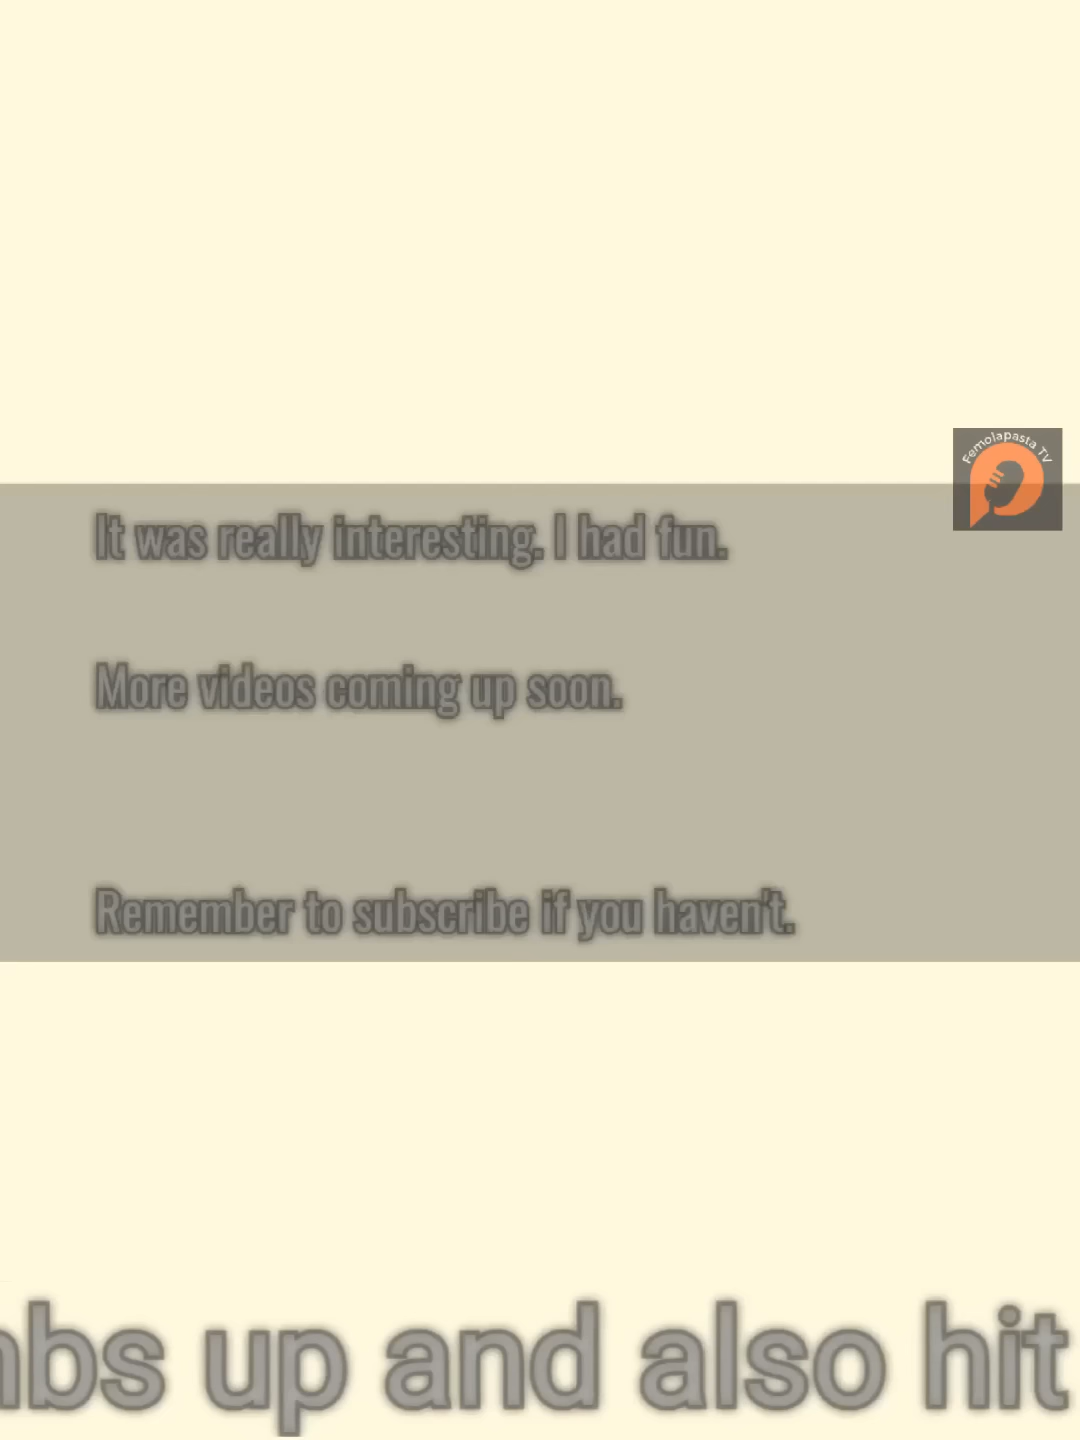 Femolapasta TV
It was really interesting. I had fun.
More videos coming up soon.
Remember to subscribe if you haven't.
up and also hit